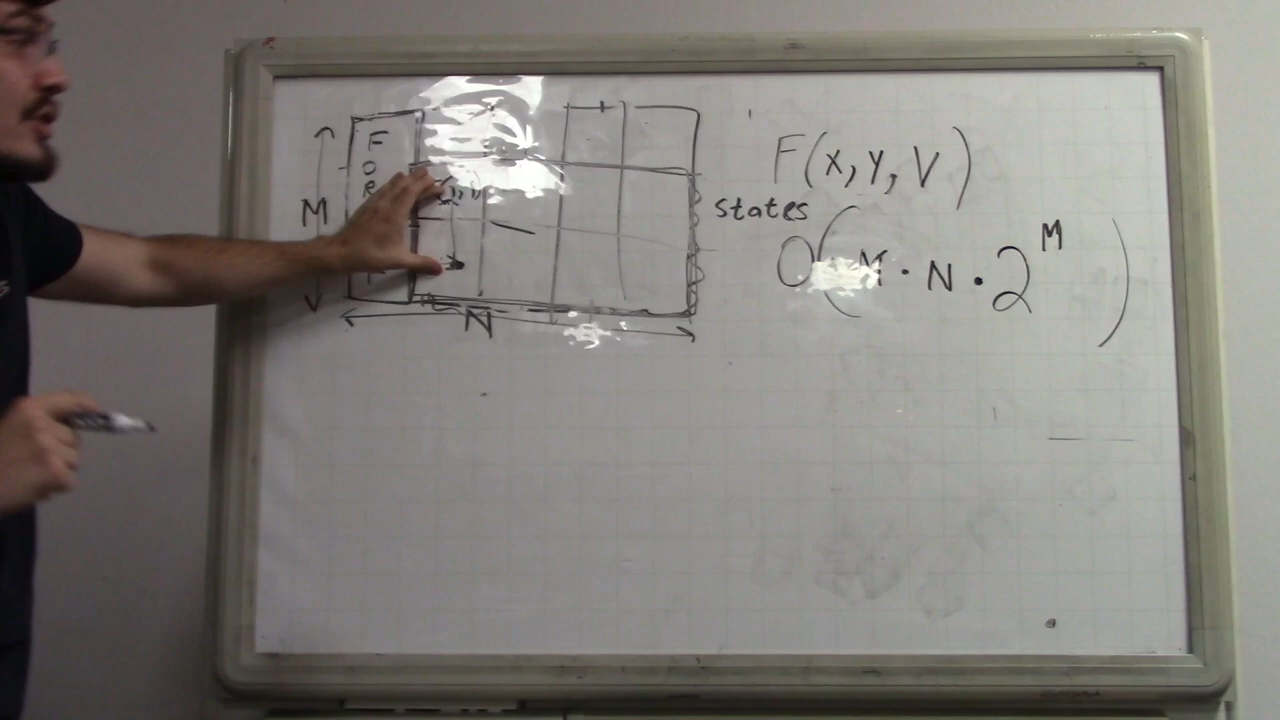 F(x, y, V)
states
O(M · N · 2^M)
M
N
F
O
R